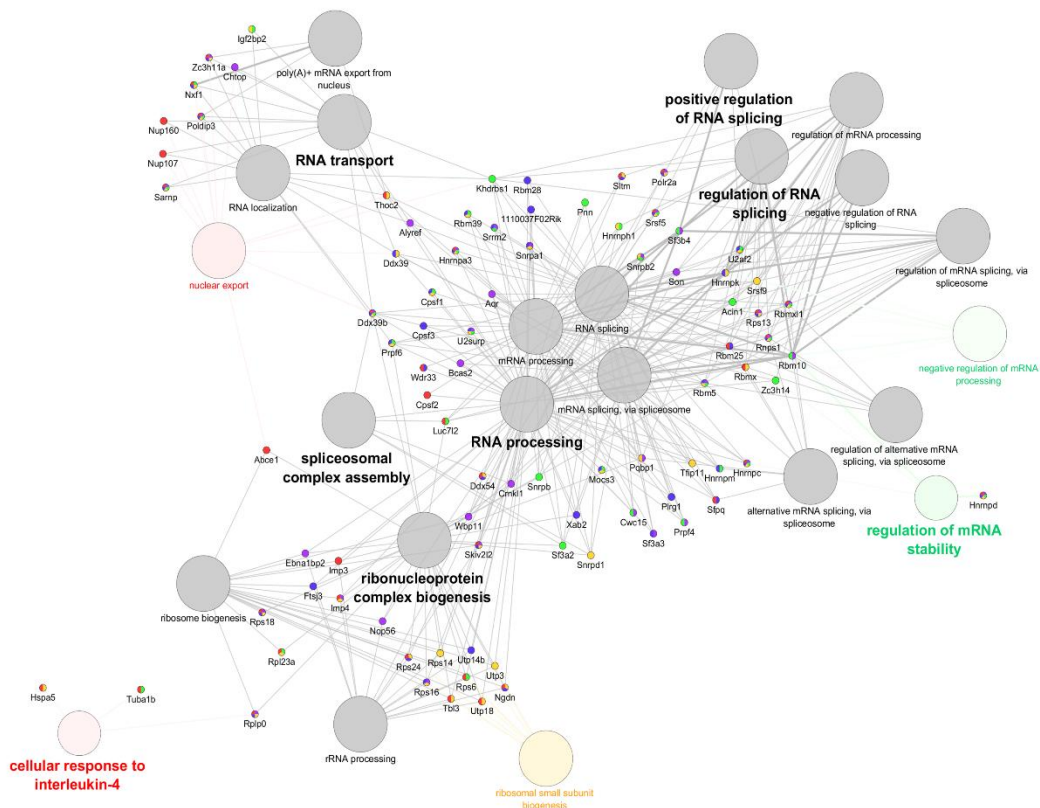 Igf2bp2
Zc3h11a
Chtop
poly(A)+ mRNA export from
nucleus
Nxf1
Poldip3
Nup160
RNA transport
Nup107
Sarnp
RNA localization
nuclear export
positive regulation
of RNA splicing
regulation of mRNA processing
regulation of RNA
splicing
negative regulation of RNA
splicing
regulation of mRNA splicing, via
spliceosome
negative regulation of mRNA
processing
Khdrbs1
Rbm28
Sltm
Polr2a
Thoc2
Rbm39
1110037F02Rik
Pnn
Srsf5
Alyref
Srrm2
Hnrnph1
Sf3b4
Ddx39
Hnrnpa3
Snrpa1
Snrpb2
U2af2
Son
Hnrnpk
Srsf9
Cpsf1
Aqr
RNA splicing
Acin1
Rps13
Rbmxl1
Ddx39b
Cpsf3
U2surp
mRNA processing
Rnps1
Prpf6
Bcas2
Rbm25
Rbm10
Wdr33
Rbmx
Cpsf2
mRNA splicing, via spliceosome
Rbm5
Zc3h14
Luc7l2
RNA processing
spliceosomal
complex assembly
Abce1
regulation of alternative mRNA
splicing, via spliceosome
alternative mRNA splicing, via
spliceosome
Hnrnpd
regulation of mRNA
stability
Ddx54
Crnkl1
Snrpb
Mocs3
Pqbp1
Tfip11
Hnrnpm
Hnrnpc
Wbp11
Xab2
Cwc15
Plrg1
Sfpq
Skiv2l2
Sf3a2
Snrpd1
Sf3a3
Prpf4
Ebna1bp2
Imp3
ribonucleoprotein
complex biogenesis
Ftsj3
Imp4
ribosome biogenesis
Rps18
Nop56
Rpl23a
Rps24
Rps14
Utp14b
Utp3
Rps16
Rps6
Ngdn
Tbl3
Utp18
Hspa5
Tuba1b
Rplp0
cellular response to
interleukin-4
rRNA processing
ribosomal small subunit
biogenesis